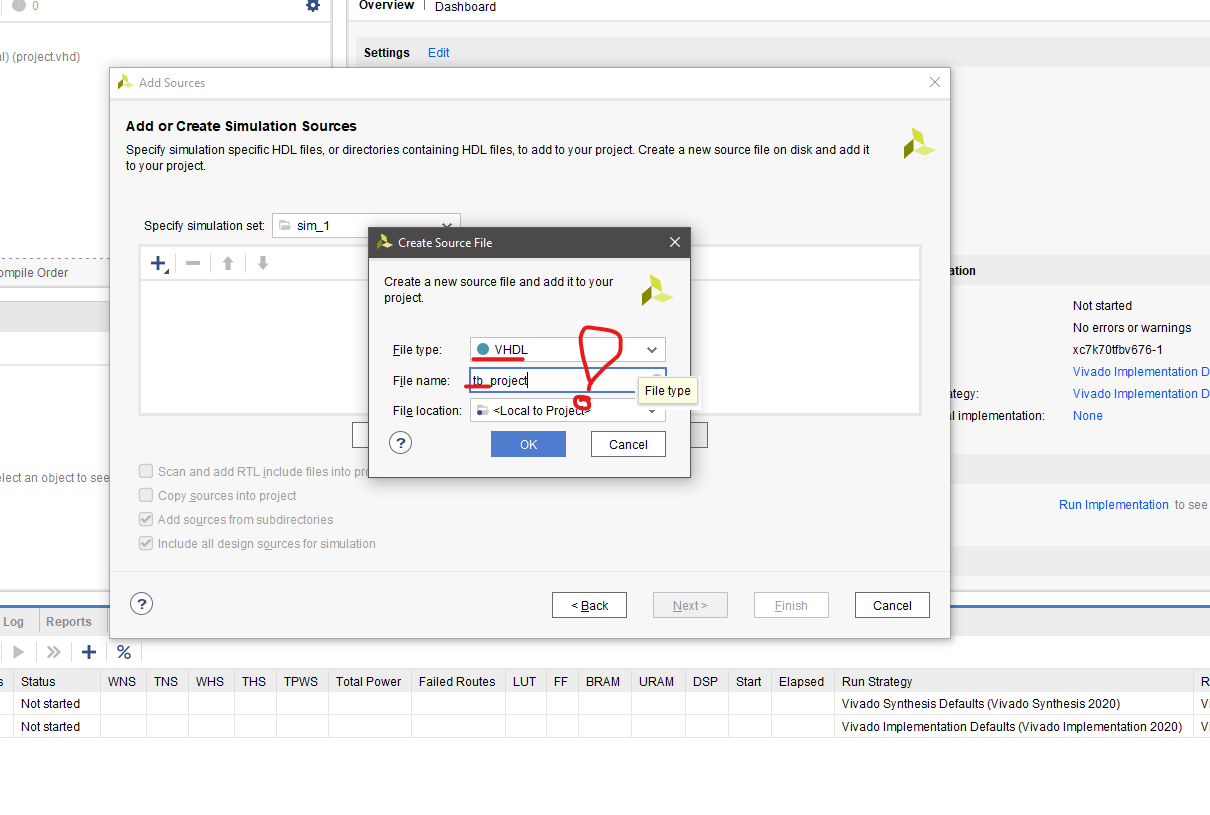 0
Overview
Dashboard
al) (project.vhd)
Settings
Edit
Add Sources
Add or Create Simulation Sources
Specify simulation specific HDL files, or directories containing HDL files, to add to your project. Create a new source file on disk and add it
to your project.
Specify simulation set:
sim_1
Create Source File
Create a new source file and add it to your
project.
File type:
VHDL
File name:
tb_project
File type
File location:
<Local to Project>
?
OK
Cancel
Scan and add RTL include files into pro
Copy sources into project
Add sources from subdirectories
Include all design sources for simulation
?
< Back
Next >
Finish
Cancel
ompile Order
elect an object to see
ation
Not started
No errors or warnings
xc7k70tfbv676-1
Vivado Implementation D
ategy:
Vivado Implementation D
l implementation:
None
Run Implementation to see
Log
Reports
%
s Status WNS TNS WHS THS TPWS Total Power Failed Routes LUT FF BRAM URAM DSP Start Elapsed Run Strategy R
Not started Vivado Synthesis Defaults (Vivado Synthesis 2020) Vi
Not started Vivado Implementation Defaults (Vivado Implementation 2020) Vi